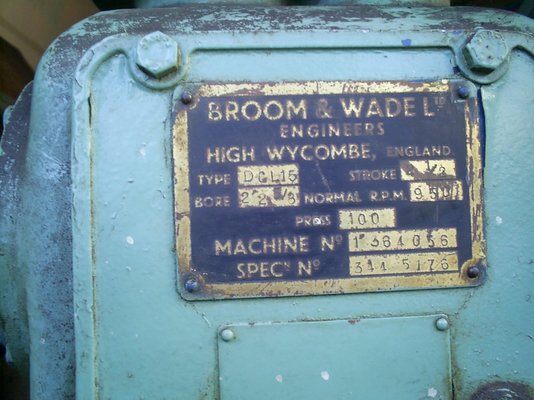 BROOM & WADE LTD
ENGINEERS
HIGH WYCOMBE, ENGLAND
TYPE DCL15 STROKE
BORE NORMAL R.P.M. 950
PRESS 100
MACHINE No 1364056
SPECN No 344 5176